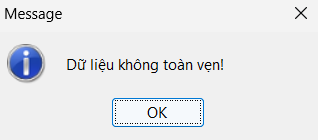 Message
Dữ liệu không toàn vẹn!
OK